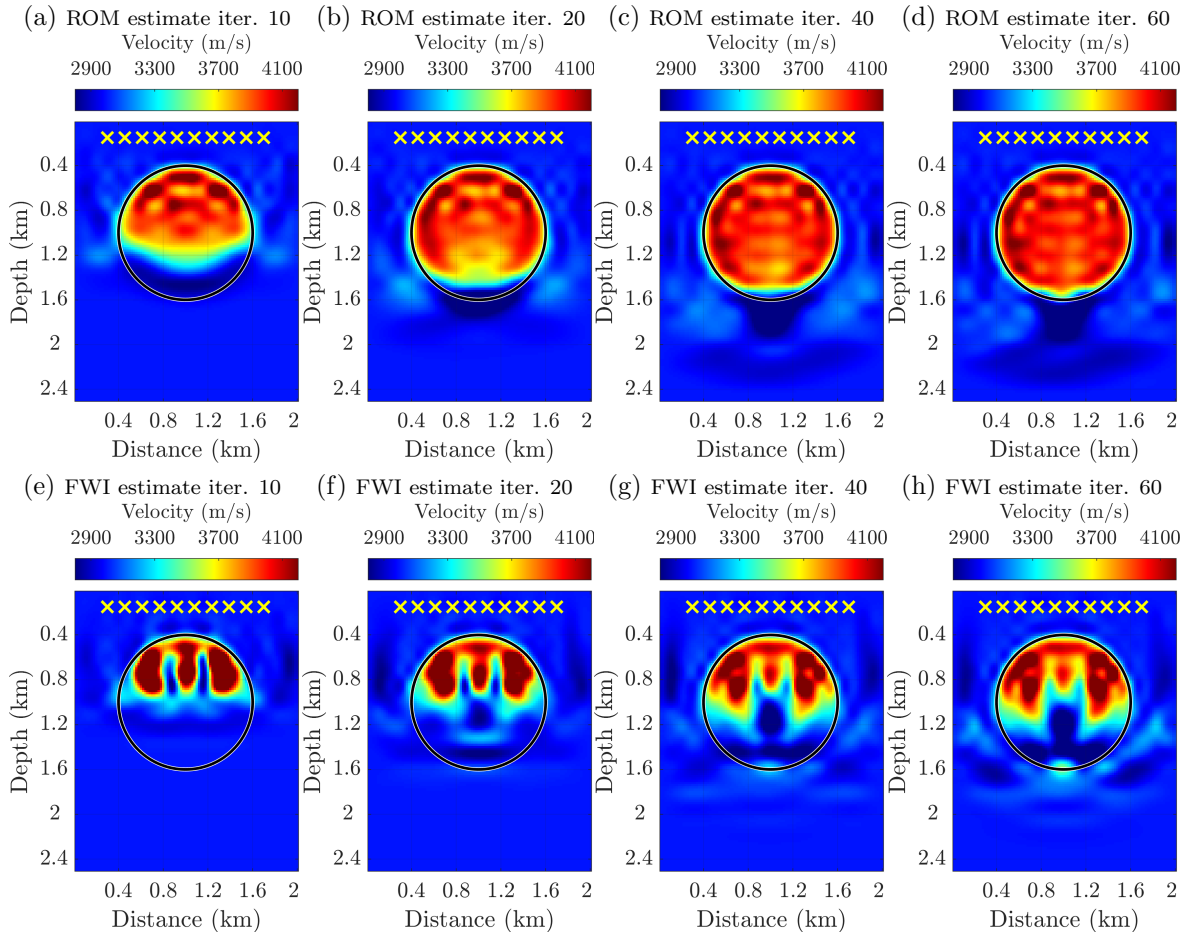 (a) ROM estimate iter. 10 (b) ROM estimate iter. 20 (c) ROM estimate iter. 40 (d) ROM estimate iter. 60
Velocity (m/s) Velocity (m/s) Velocity (m/s) Velocity (m/s)
2900 3300 3700 4100 2900 3300 3700 4100 2900 3300 3700 4100 2900 3300 3700 4100
0.4 0.4 0.4 0.4
0.8 0.8 0.8 0.8
1.2 1.2 1.2 1.2
1.6 1.6 1.6 1.6
2 2 2 2
2.4 2.4 2.4 2.4
Depth (km) Depth (km) Depth (km) Depth (km)
0.4 0.8 1.2 1.6 2 0.4 0.8 1.2 1.6 2 0.4 0.8 1.2 1.6 2 0.4 0.8 1.2 1.6 2
Distance (km) Distance (km) Distance (km) Distance (km)
(e) FWI estimate iter. 10 (f) FWI estimate iter. 20 (g) FWI estimate iter. 40 (h) FWI estimate iter. 60
Velocity (m/s) Velocity (m/s) Velocity (m/s) Velocity (m/s)
2900 3300 3700 4100 2900 3300 3700 4100 2900 3300 3700 4100 2900 3300 3700 4100
0.4 0.4 0.4 0.4
0.8 0.8 0.8 0.8
1.2 1.2 1.2 1.2
1.6 1.6 1.6 1.6
2 2 2 2
2.4 2.4 2.4 2.4
Depth (km) Depth (km) Depth (km) Depth (km)
0.4 0.8 1.2 1.6 2 0.4 0.8 1.2 1.6 2 0.4 0.8 1.2 1.6 2 0.4 0.8 1.2 1.6 2
Distance (km) Distance (km) Distance (km) Distance (km)